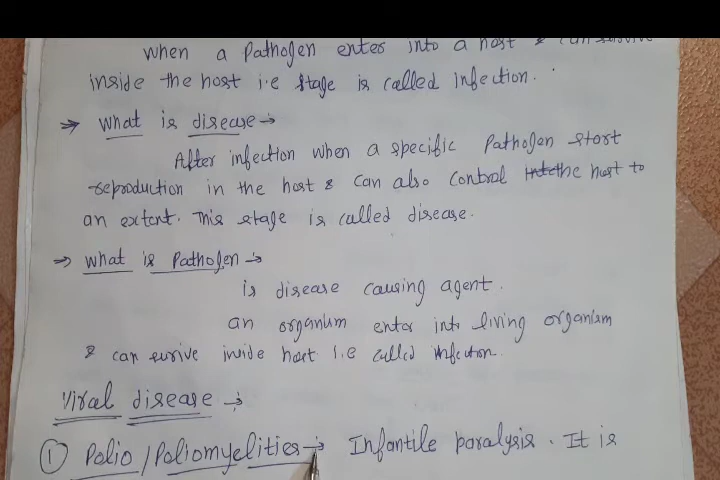 When a Pathogen enters into a host & can survive
inside the host i.e stage is called infection.
⇒ What is disease →
After infection when a specific Pathogen start
reproduction in the host & can also control the host to
an extent. This stage is called disease.
⇒ What is Pathogen →
is disease causing agent.
an organism enter into living organism
& can survive inside host i.e called infection.
Viral disease →
① Polio / Poliomyelities → Infantile paralysis. It is